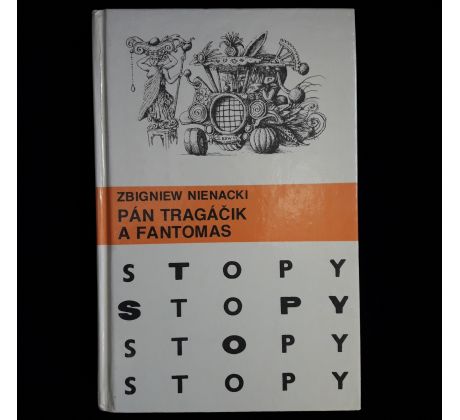 ZBIGNIEW NIENACKI
PÁN TRAGÁČIK
A FANTOMAS
STOPY
STOPY
STOPY
STOPY